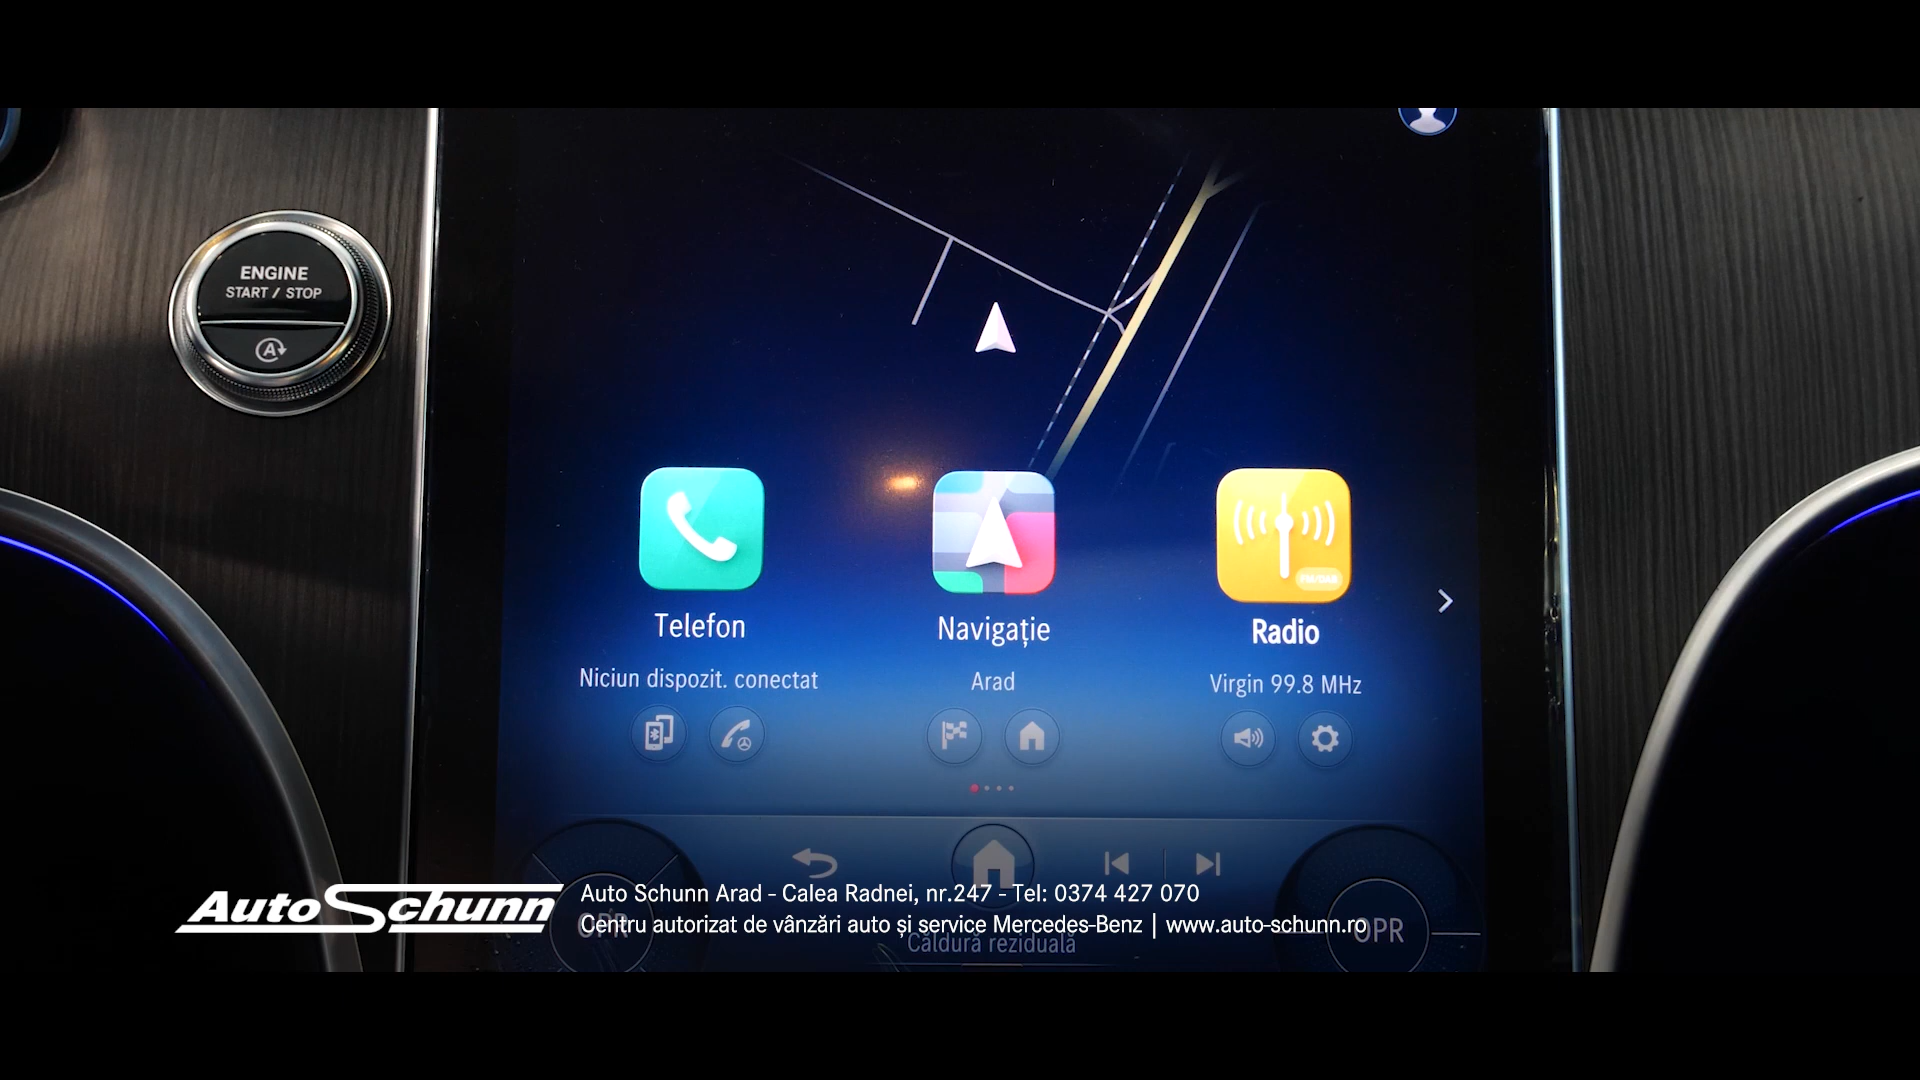 ENGINE
START / STOP
A
Telefon
Navigație
Radio
Niciun dispozit. conectat
Arad
Virgin 99.8 MHz
Auto Schunn
Auto Schunn Arad - Calea Radnei, nr.247 - Tel: 0374 427 070
Centru autorizat de vânzări auto și service Mercedes-Benz | www.auto-schunn.ro
OPR
OPR
Căldură reziduală